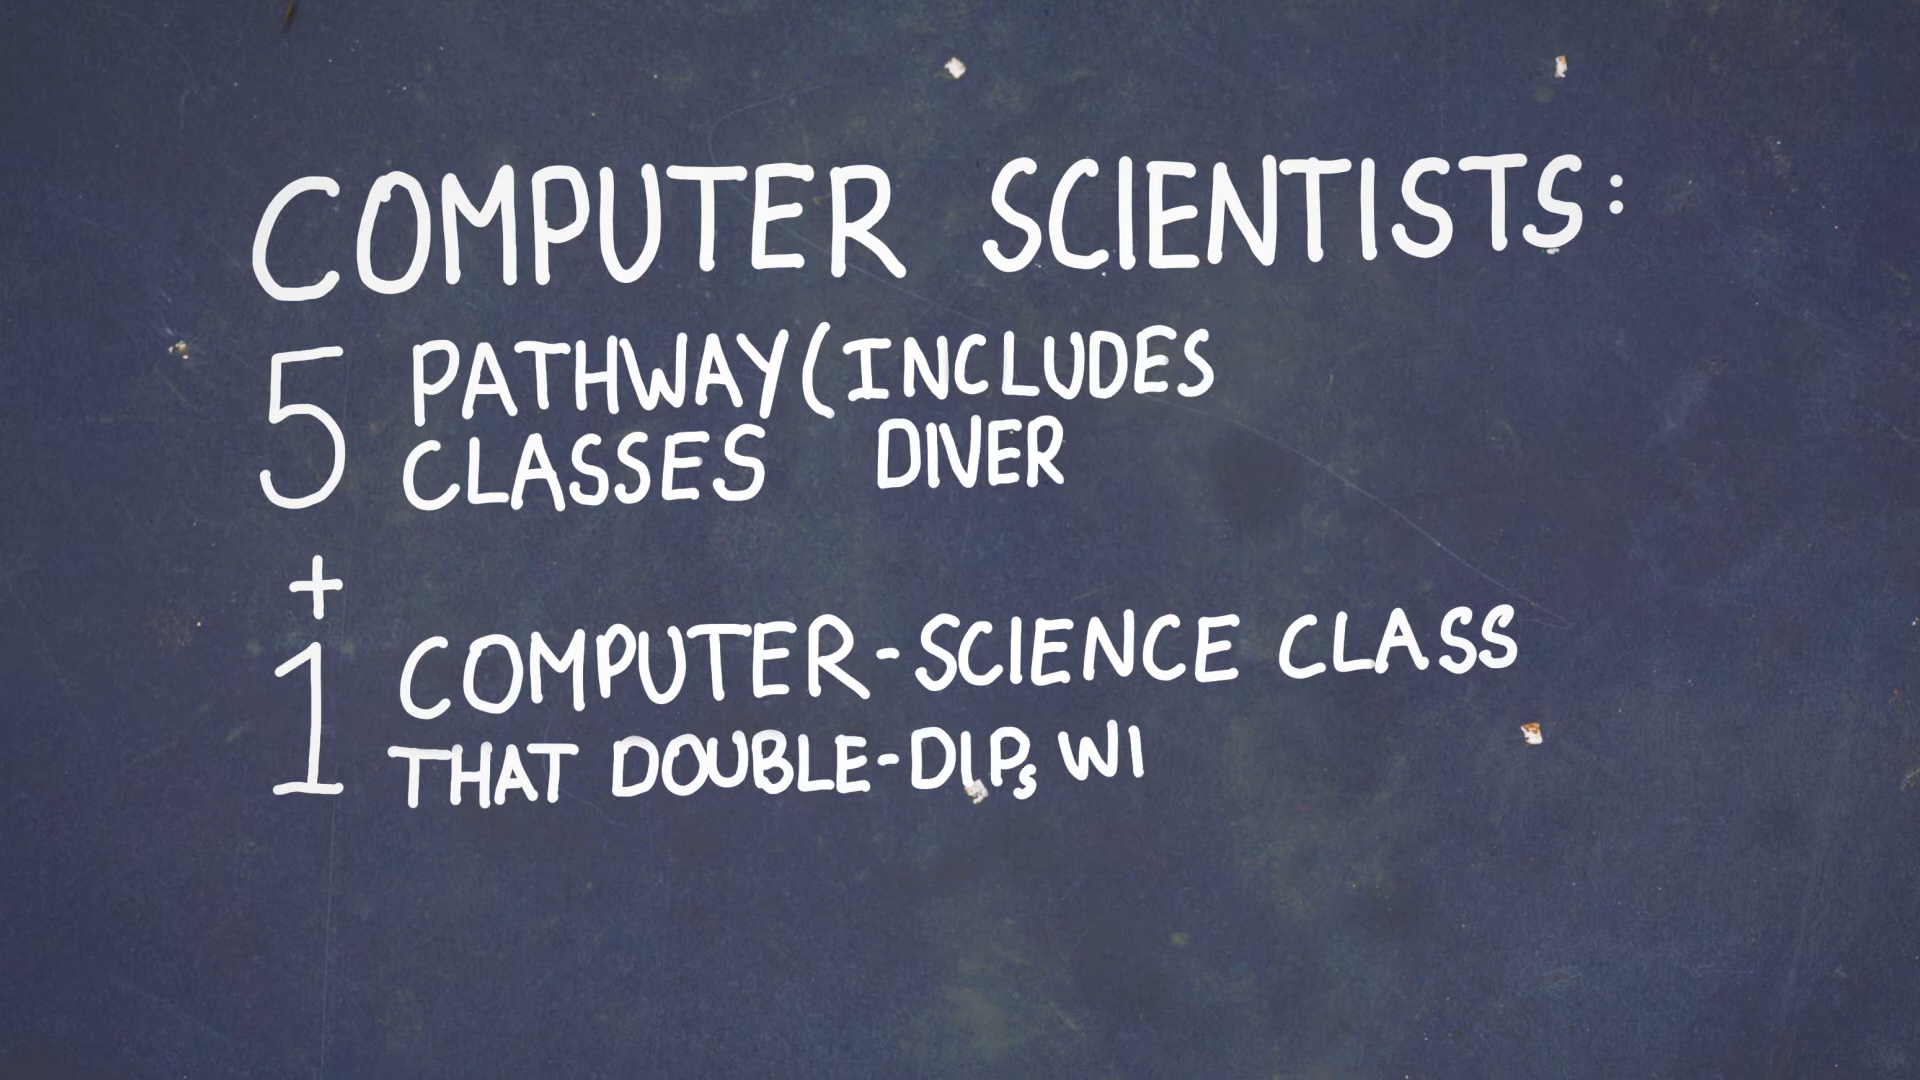 COMPUTER SCIENTISTS:
5 PATHWAY (INCLUDES
CLASSES DIVER
+
1 COMPUTER-SCIENCE CLASS
THAT DOUBLE-DIPs WI